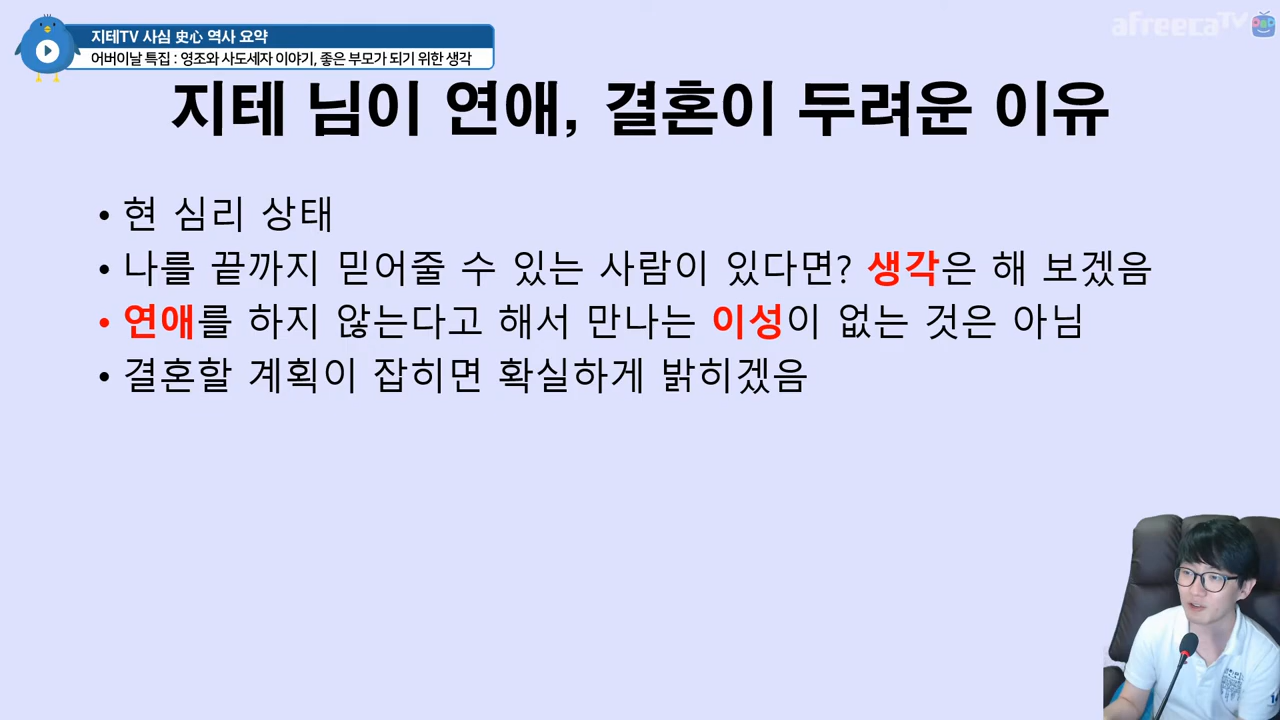 지테TV 사심 史心 역사 요약
어버이날 특집 : 영조와 사도세자 이야기, 좋은 부모가 되기 위한 생각
afreecaTV
지테 님이 연애, 결혼이 두려운 이유
• 현 심리 상태
• 나를 끝까지 믿어줄 수 있는 사람이 있다면? 생각은 해 보겠음
• 연애를 하지 않는다고 해서 만나는 이성이 없는 것은 아님
• 결혼할 계획이 잡히면 확실하게 밝히겠음